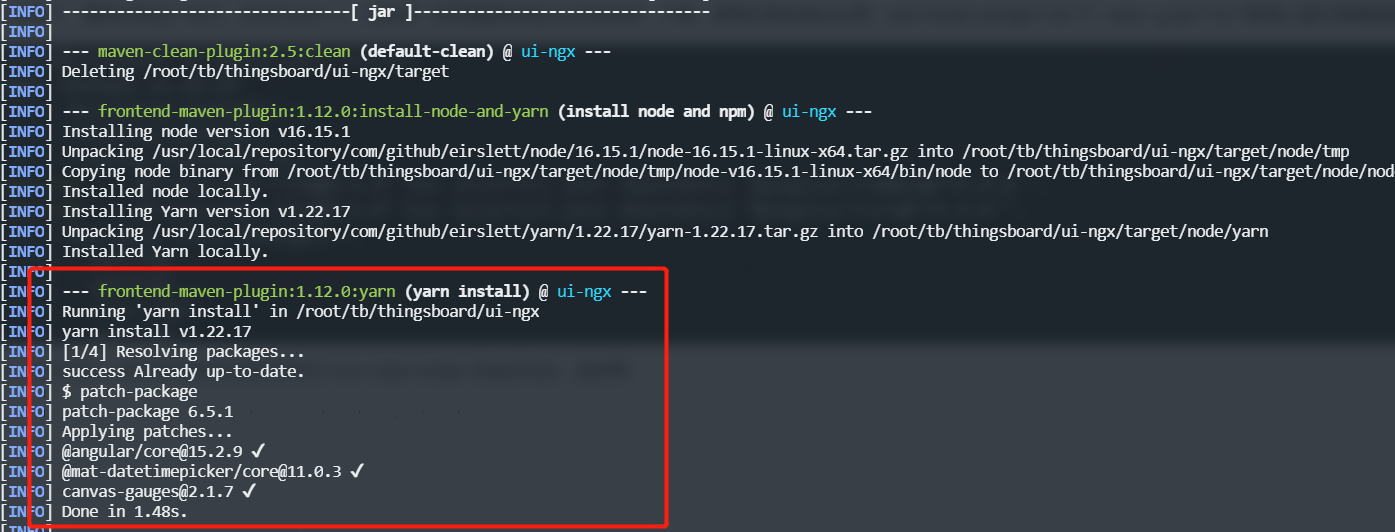 [INFO] --------------------------------[ jar ]---------------------------------
[INFO]
[INFO] --- maven-clean-plugin:2.5:clean (default-clean) @ ui-ngx ---
[INFO] Deleting /root/tb/thingsboard/ui-ngx/target
[INFO]
[INFO] --- frontend-maven-plugin:1.12.0:install-node-and-yarn (install node and npm) @ ui-ngx ---
[INFO] Installing node version v16.15.1
[INFO] Unpacking /usr/local/repository/com/github/eirslett/node/16.15.1/node-16.15.1-linux-x64.tar.gz into /root/tb/thingsboard/ui-ngx/target/node/tmp
[INFO] Copying node binary from /root/tb/thingsboard/ui-ngx/target/node/tmp/node-v16.15.1-linux-x64/bin/node to /root/tb/thingsboard/ui-ngx/target/node/nod
[INFO] Installed node locally.
[INFO] Installing Yarn version v1.22.17
[INFO] Unpacking /usr/local/repository/com/github/eirslett/yarn/1.22.17/yarn-1.22.17.tar.gz into /root/tb/thingsboard/ui-ngx/target/node/yarn
[INFO] Installed Yarn locally.
[INFO]
[INFO] --- frontend-maven-plugin:1.12.0:yarn (yarn install) @ ui-ngx ---
[INFO] Running 'yarn install' in /root/tb/thingsboard/ui-ngx
[INFO] yarn install v1.22.17
[INFO] [1/4] Resolving packages...
[INFO] success Already up-to-date.
[INFO] $ patch-package
[INFO] patch-package 6.5.1
[INFO] Applying patches...
[INFO] @angular/core@15.2.9 ✔
[INFO] @mat-datetimepicker/core@11.0.3 ✔
[INFO] canvas-gauges@2.1.7 ✔
[INFO] Done in 1.48s.
[INFO]